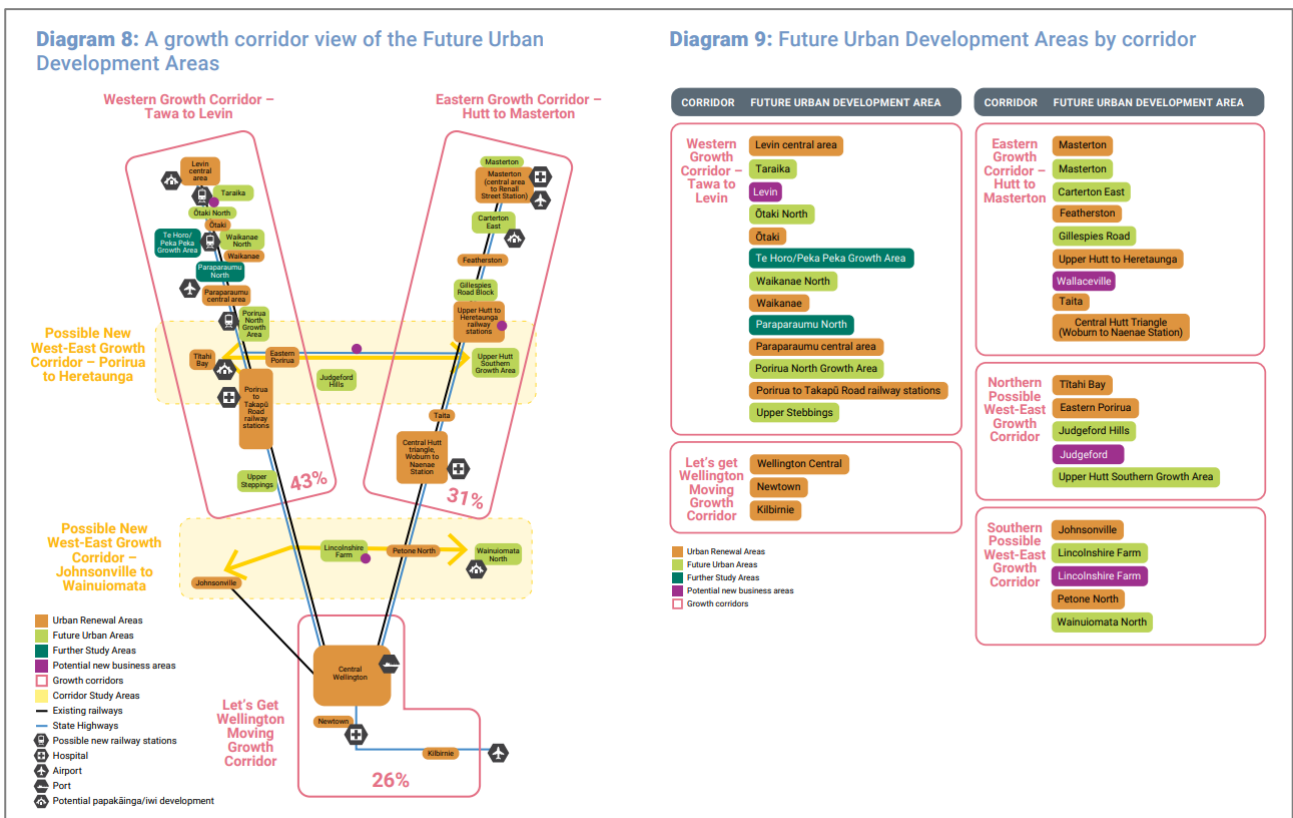 Diagram 8: A growth corridor view of the Future Urban
Development Areas
Western Growth Corridor –
Tawa to Levin
Eastern Growth Corridor –
Hutt to Masterton
Levin
central
area
Taraika
Ōtaki North
Ōtaki
Te Horo/
Peka Peka
Growth Area
Waikanae
North
Waikanae
Paraparaumu
North
Paraparaumu
central area
Porirua
North
Growth
Area
Masterton
Masterton
(central area
to Renall
Street Station)
Carterton
East
Featherston
Gillespies
Road Block
Upper Hutt to
Heretaunga
railway
stations
Possible New
West-East Growth
Corridor – Porirua
to Heretaunga
Tītahi
Bay
Eastern
Porirua
Judgeford
Hills
Upper Hutt
Southern
Growth Area
Porirua
to
Takapū
Road
railway
stations
Taita
Central Hutt
triangle,
Woburn to
Naenae
Station
Upper
Steppings
43%
31%
Possible New
West-East Growth
Corridor –
Johnsonville to
Wainuiomata
Lincolnshire
Farm
Petone North
Wainuiomata
North
Johnsonville
Urban Renewal Areas
Future Urban Areas
Further Study Areas
Potential new business areas
Growth corridors
Corridor Study Areas
Existing railways
State Highways
Possible new railway stations
Hospital
Airport
Port
Potential papakāinga/iwi development
Central
Wellington
Let's Get
Wellington
Moving
Growth
Corridor
Newtown
Kilbirnie
26%
Diagram 9: Future Urban Development Areas by corridor
CORRIDOR FUTURE URBAN DEVELOPMENT AREA
Western
Growth
Corridor –
Tawa to
Levin
Levin central area
Taraika
Levin
Ōtaki North
Ōtaki
Te Horo/Peka Peka Growth Area
Waikanae North
Waikanae
Paraparaumu North
Paraparaumu central area
Porirua North Growth Area
Porirua to Takapū Road railway stations
Upper Stebbings
Let's get
Wellington
Moving
Growth
Corridor
Wellington Central
Newtown
Kilbirnie
Urban Renewal Areas
Future Urban Areas
Further Study Areas
Potential new business areas
Growth corridors
CORRIDOR FUTURE URBAN DEVELOPMENT AREA
Eastern
Growth
Corridor –
Hutt to
Masterton
Masterton
Masterton
Carterton East
Featherston
Gillespies Road
Upper Hutt to Heretaunga
Wallaceville
Taita
Central Hutt Triangle
(Woburn to Naenae Station)
Northern
Possible
West-East
Growth
Corridor
Tītahi Bay
Eastern Porirua
Judgeford Hills
Judgeford
Upper Hutt Southern Growth Area
Southern
Possible
West-East
Growth
Corridor
Johnsonville
Lincolnshire Farm
Lincolnshire Farm
Petone North
Wainuiomata North